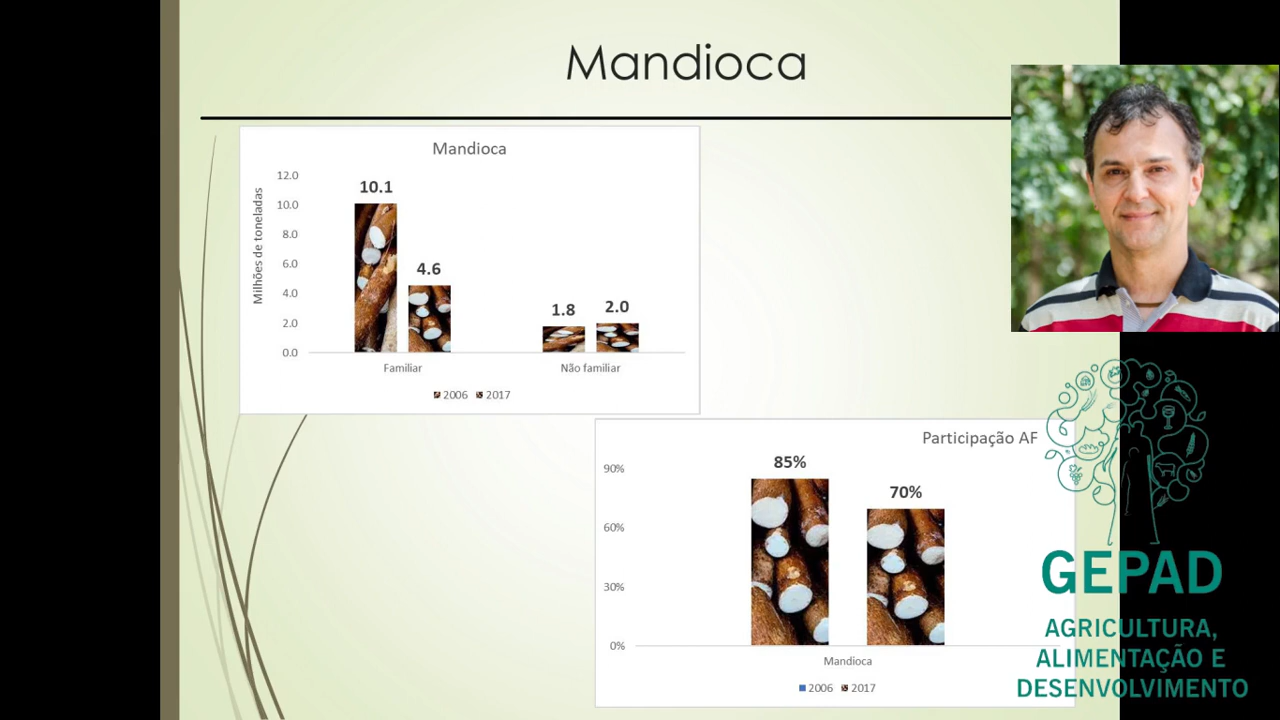 Mandioca
Mandioca
Milhões de toneladas
12.0
10.0
8.0
6.0
4.0
2.0
0.0
10.1
4.6
1.8
2.0
Familiar
Não familiar
2006 2017
Participação AF
90%
60%
30%
0%
85%
70%
Mandioca
2006 2017
GEPAD
AGRICULTURA,
ALIMENTAÇÃO E
DESENVOLVIMENTO